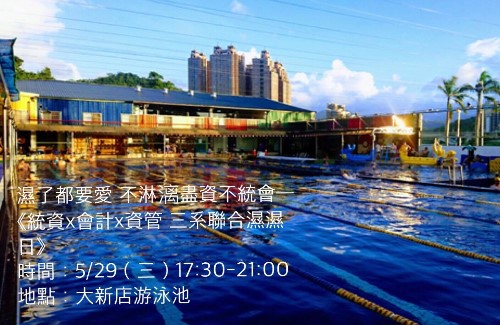 濕了都要愛 不淋漓盡資不統會—
《統資x會計x資管 三系聯合濕濕
日》
時間：5/29（三）17:30-21:00
地點：大新店游泳池